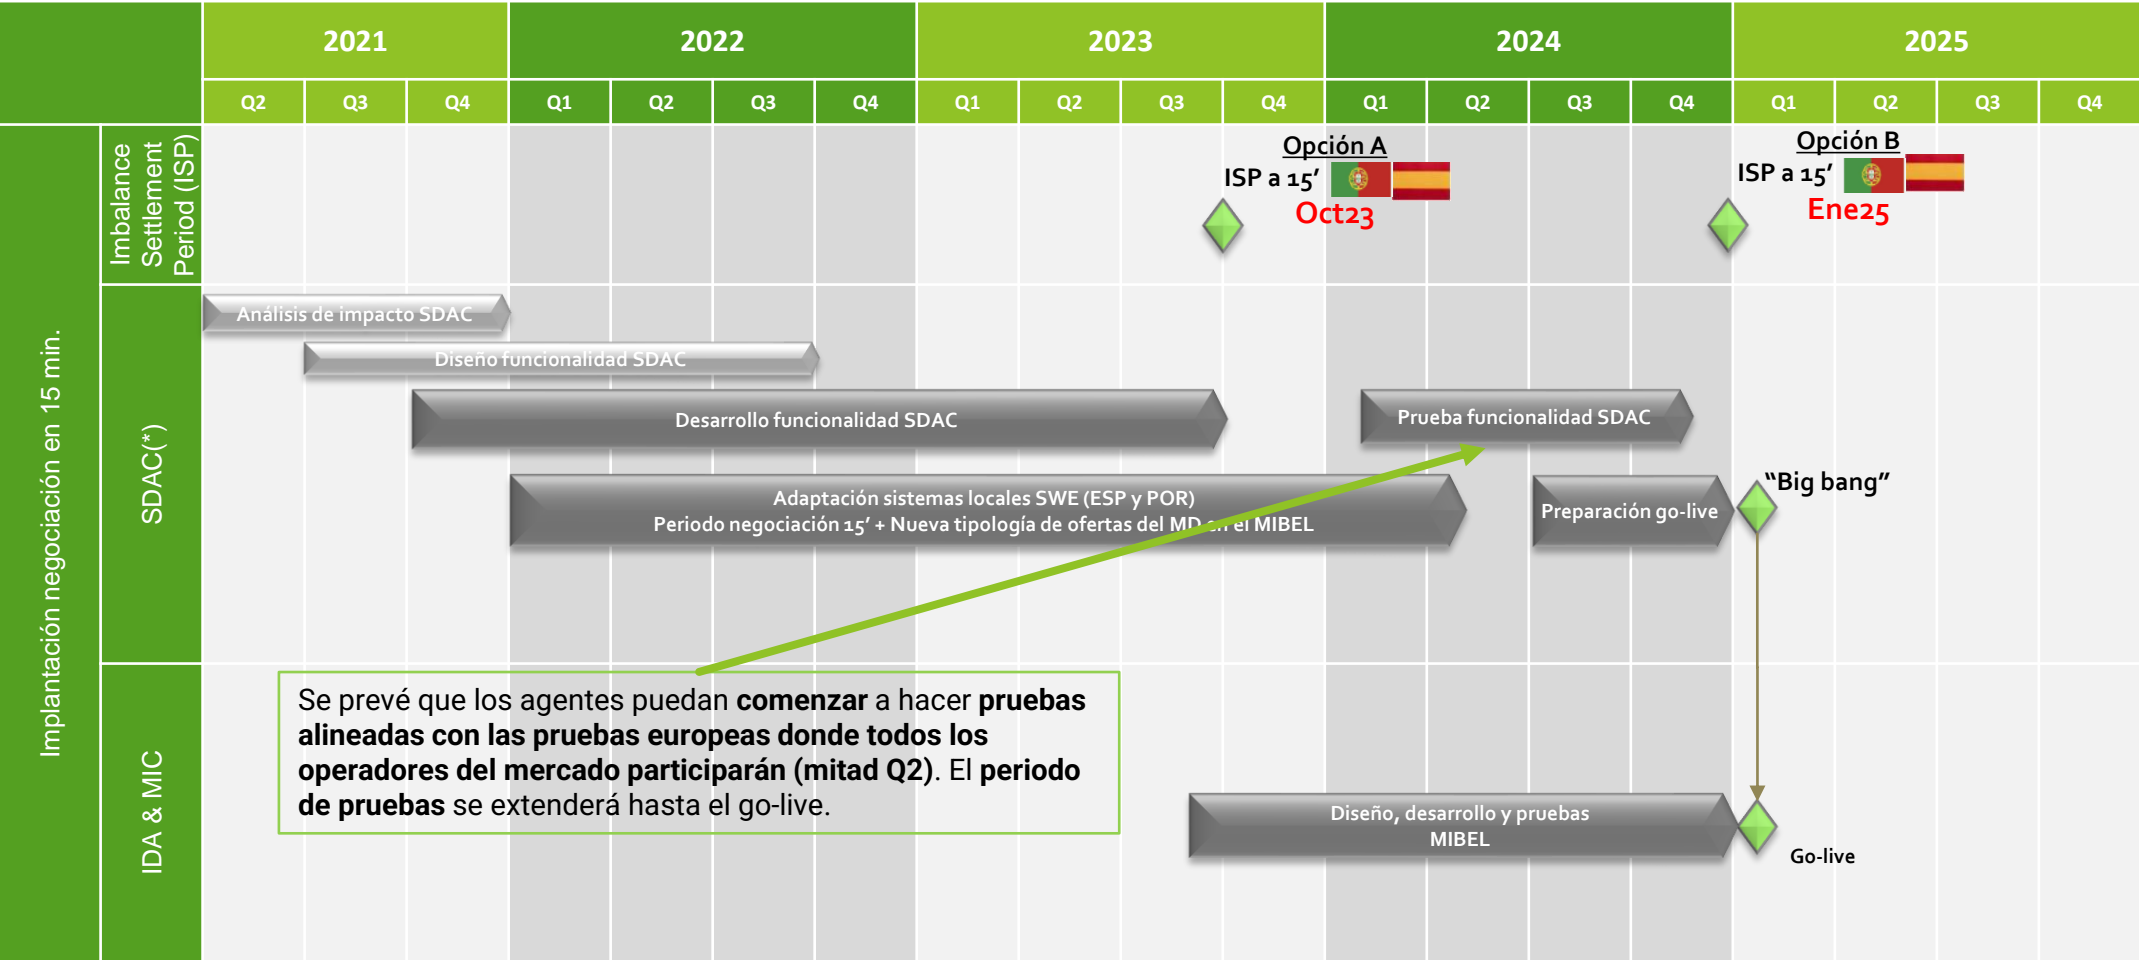 2021
2022
2023
2024
2025
Q2
Q3
Q4
Q1
Q2
Q3
Q4
Q1
Q2
Q3
Q4
Q1
Q2
Q3
Q4
Q1
Q2
Q3
Q4
Implantación negociación en 15 min.
Imbalance
Settlement
Period (ISP)
Opción A
ISP a 15’
Oct23
Opción B
ISP a 15’
Ene25
SDAC(*)
Análisis de impacto SDAC
Diseño funcionalidad SDAC
Desarrollo funcionalidad SDAC
Prueba funcionalidad SDAC
Adaptación sistemas locales SWE (ESP y POR)
Periodo negociación 15’ + Nueva tipología de ofertas del MD en el MIBEL
Preparación go-live
“Big bang”
IDA & MIC
Se prevé que los agentes puedan comenzar a hacer pruebas
alineadas con las pruebas europeas donde todos los
operadores del mercado participarán (mitad Q2). El periodo
de pruebas se extenderá hasta el go-live.
Diseño, desarrollo y pruebas
MIBEL
Go-live